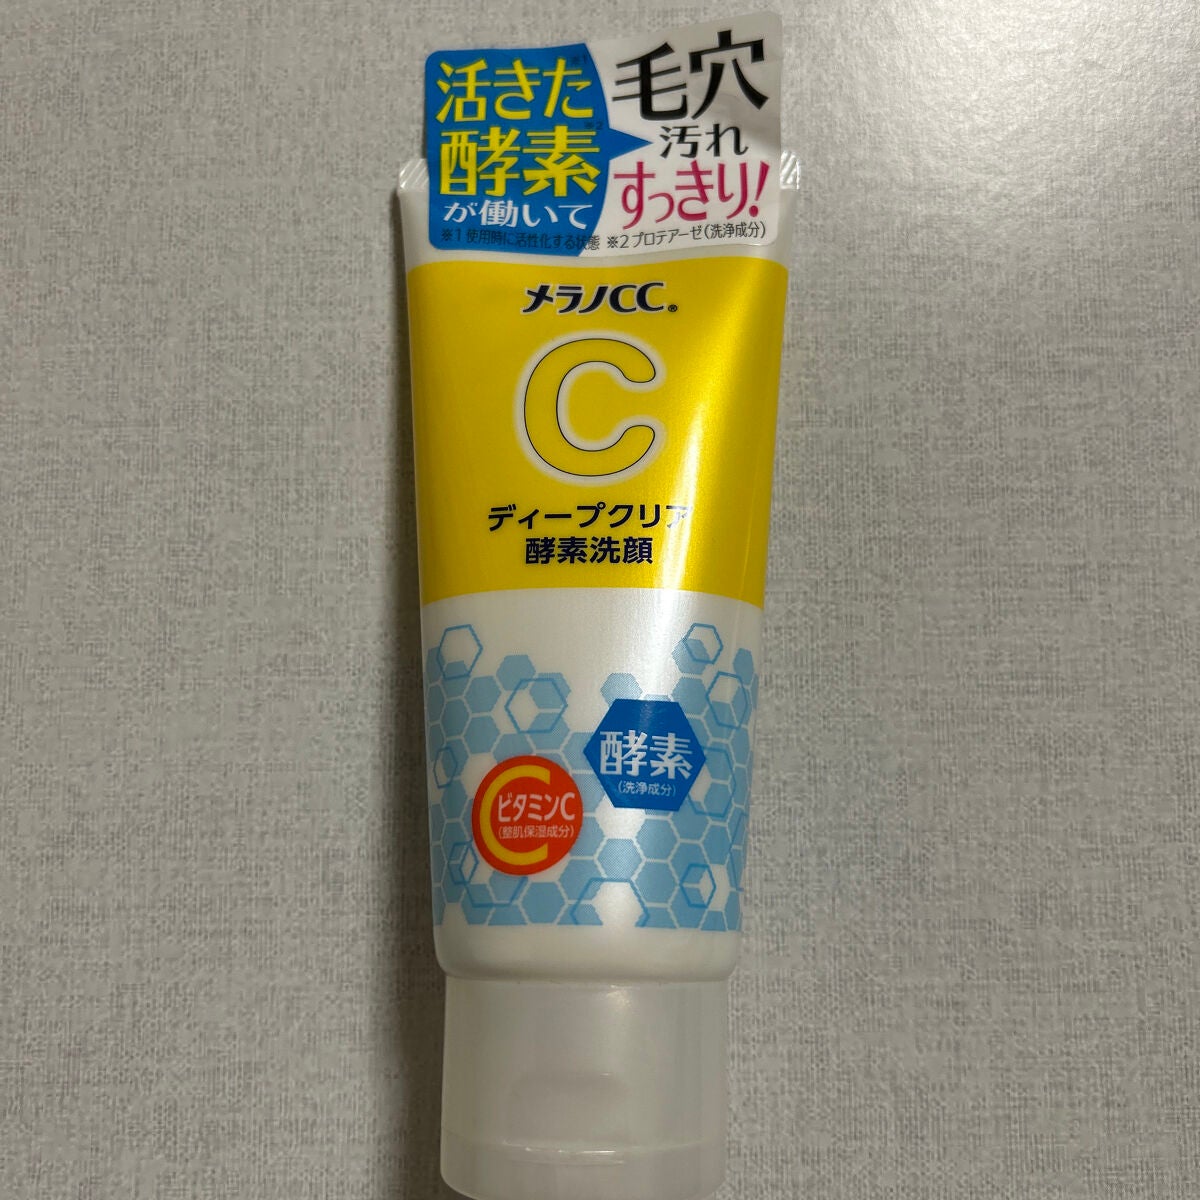 活きた※1
酵素※2
が働いて
毛穴
汚れ
すっきり!
※1 使用時に活性化する状態 ※2 プロテアーゼ(洗浄成分)
メラノCC®
C
ディープクリア
酵素洗顔
酵素
(洗浄成分)
C
ビタミンC
(整肌保湿成分)